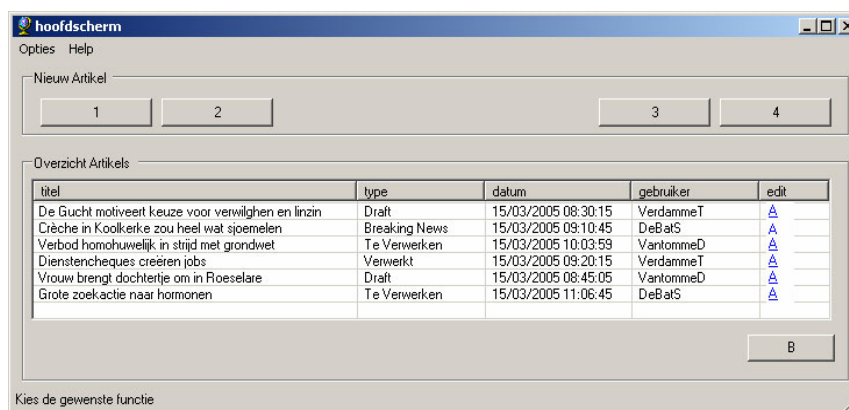 hoofdscherm
Opties Help
Nieuw Artikel
1 2 3 4
Overzicht Artikels
titel type datum gebruiker edit
De Gucht motiveert keuze voor verwilghen en linzin Draft 15/03/2005 08:30:15 VerdammeT A
Crèche in Koolkerke zou heel wat sjoemelen Breaking News 15/03/2005 09:10:45 DeBatS A
Verbod homohuwelijk in strijd met grondwet Te Verwerken 15/03/2005 10:03:59 VantommeD A
Dienstencheques creëren jobs Verwerkt 15/03/2005 09:20:15 VerdammeT A
Vrouw brengt dochtertje om in Roeselare Draft 15/03/2005 08:45:05 VantommeD A
Grote zoekactie naar hormonen Te Verwerken 15/03/2005 11:06:45 DeBatS A
B
Kies de gewenste functie